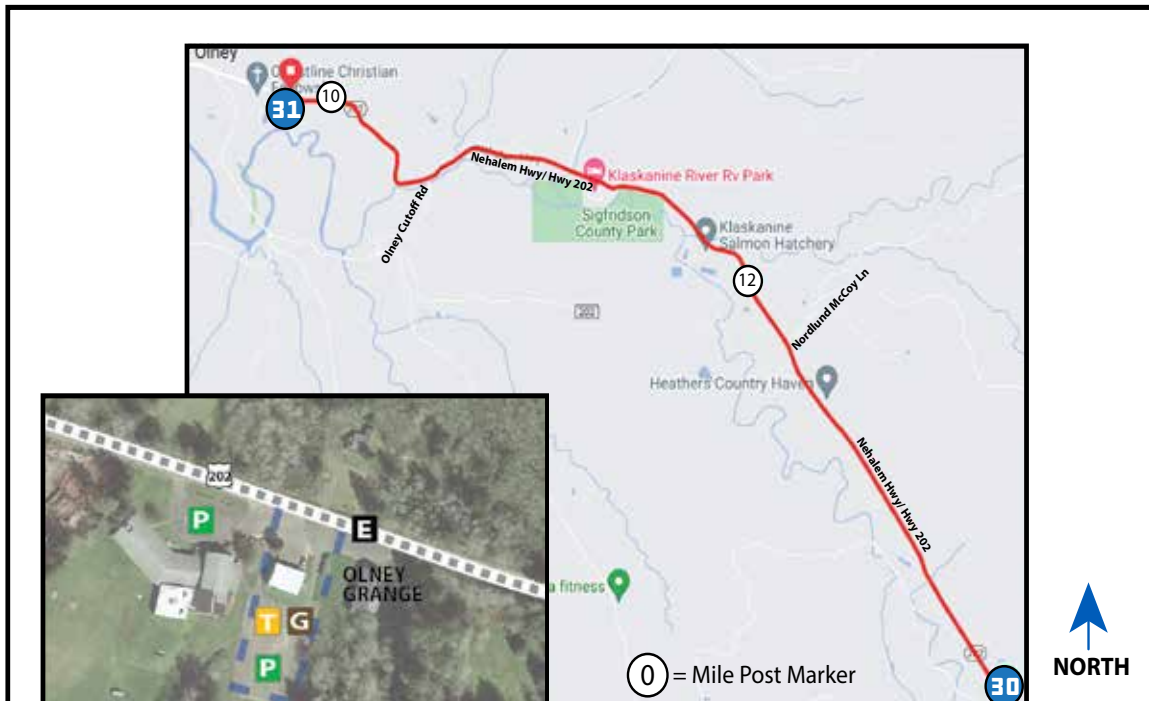 Olney
Christian
31
10
Nehalem Hwy/ Hwy 202
Klaskanine River Rv Park
Olney Cutoff Rd
Sigfridson
County Park
Klaskanine
Salmon Hatchery
12
Nordlund McCoy Ln
202
Heathers Country Haven
Nehalem Hwy/ Hwy 202
202
P
E
OLNEY
GRANGE
T G
P
a fitness
0 = Mile Post Marker
30
NORTH